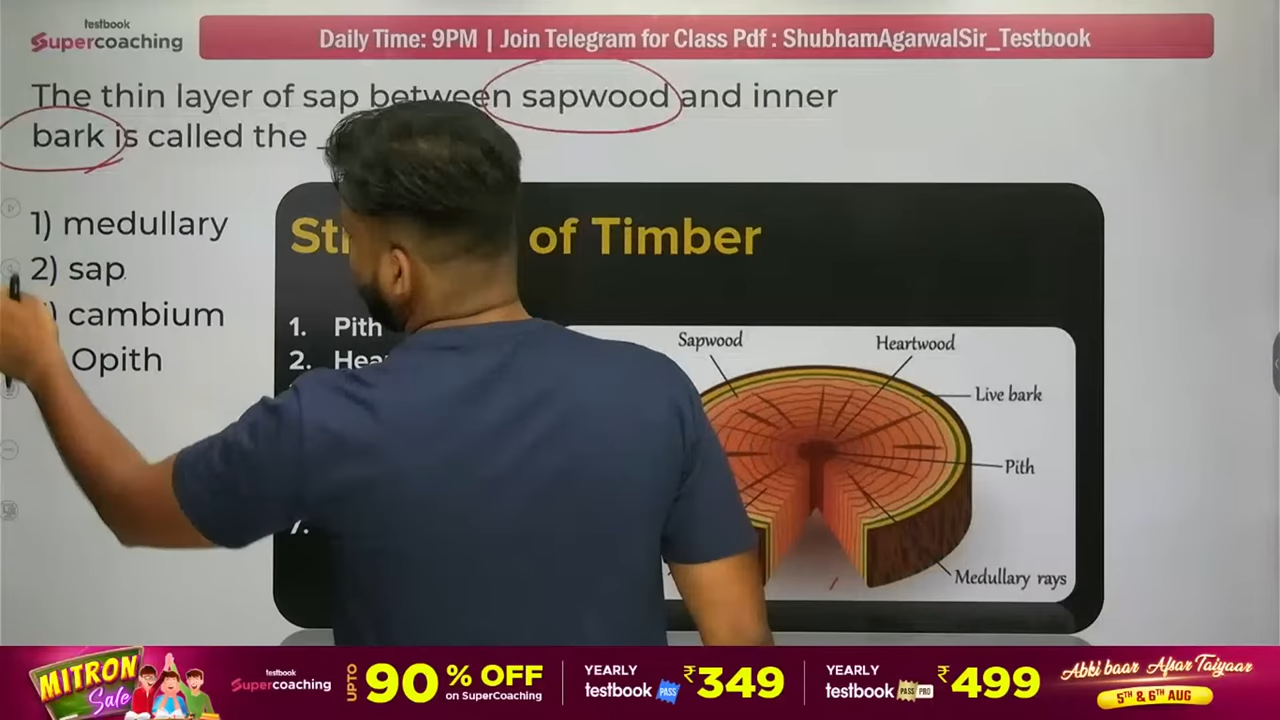 testbook
Supercoaching
Daily Time: 9PM | Join Telegram for Class Pdf : ShubhamAgarwalSir_Testbook
The thin layer of sap between sapwood and inner
bark is called the _
1) medullary
2) sap
) cambium
Opith
of Timber
1. Pith
2.
7.
Sapwood
Heartwood
Live bark
Pith
Medullary rays
MITRON
Sale
testbook
Supercoaching
UPTO 90 % OFF
on SuperCoaching
YEARLY
testbook PASS
₹349
YEARLY
testbook PASS PRO
₹499
Abki baar Afsar Taiyaar
5TH & 6TH AUG